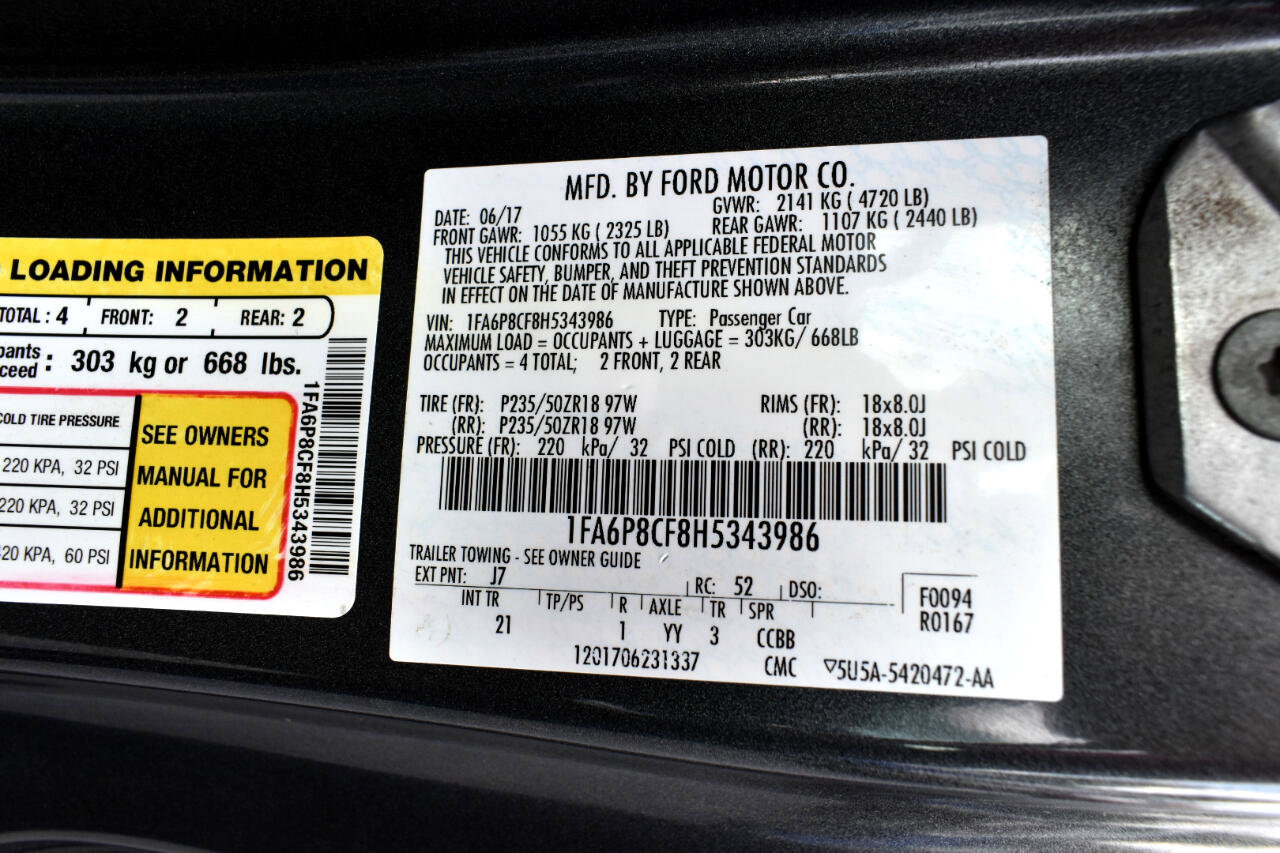 LOADING INFORMATION
TOTAL : 4 FRONT: 2 REAR: 2
: 303 kg or 668 lbs.
COLD TIRE PRESSURE
220 KPA, 32 PSI
220 KPA, 32 PSI
420 KPA, 60 PSI
SEE OWNERS
MANUAL FOR
ADDITIONAL
INFORMATION
1FA6P8CF8H5343986
MFD. BY FORD MOTOR CO.
DATE: 06/17 GVWR: 2141 KG ( 4720 LB)
FRONT GAWR: 1055 KG ( 2325 LB) REAR GAWR: 1107 KG ( 2440 LB)
THIS VEHICLE CONFORMS TO ALL APPLICABLE FEDERAL MOTOR
VEHICLE SAFETY, BUMPER, AND THEFT PREVENTION STANDARDS
IN EFFECT ON THE DATE OF MANUFACTURE SHOWN ABOVE.
VIN: 1FA6P8CF8H5343986 TYPE: Passenger Car
MAXIMUM LOAD = OCCUPANTS + LUGGAGE = 303KG/ 668LB
OCCUPANTS = 4 TOTAL; 2 FRONT, 2 REAR
TIRE (FR): P235/50ZR18 97W RIMS (FR): 18x8.0J
(RR): P235/50ZR18 97W (RR): 18x8.0J
PRESSURE (FR): 220 kPa/ 32 PSI COLD (RR): 220 kPa/ 32 PSI COLD
1FA6P8CF8H5343986
TRAILER TOWING - SEE OWNER GUIDE
EXT PNT: J7 RC: 52 DSO:
INT TR TP/PS R AXLE TR SPR
21 1 YY 3 CCBB
F0094
R0167
1201706231337 CMC ▽5U5A-5420472-AA